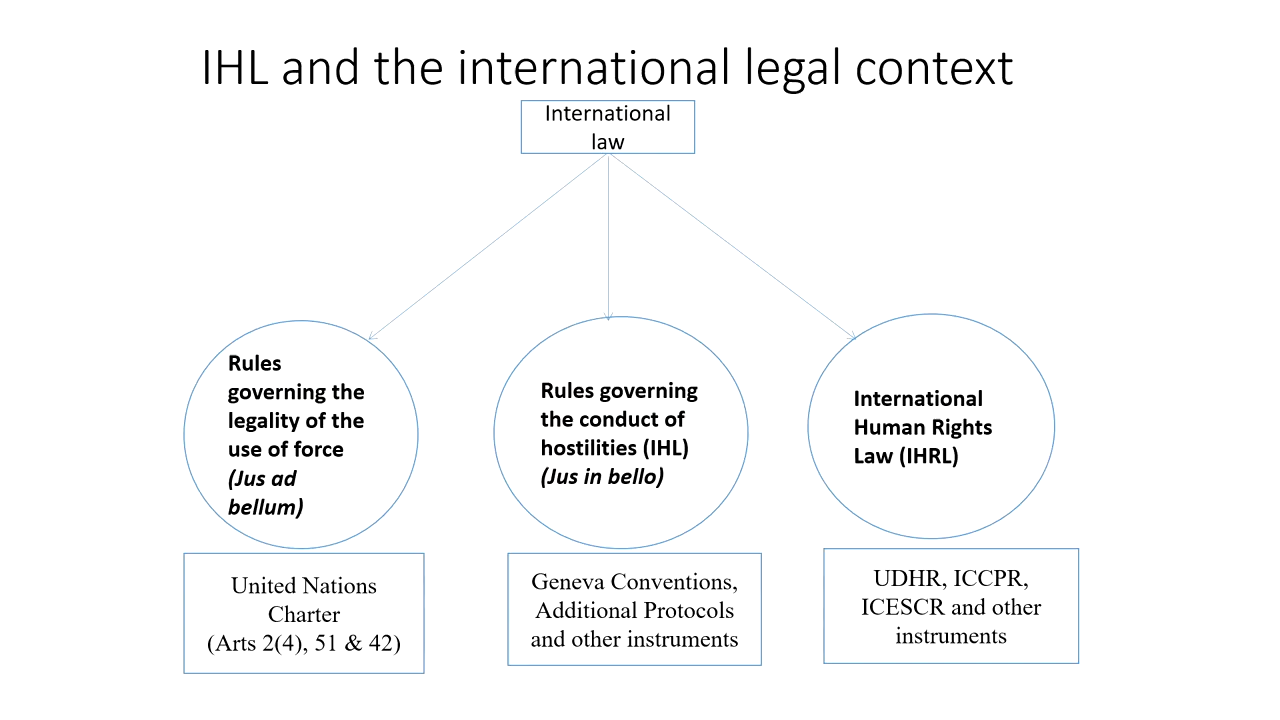 IHL and the international legal context
International
law
Rules
governing the
legality of the
use of force
(Jus ad
bellum)
Rules governing
the conduct of
hostilities (IHL)
(Jus in bello)
International
Human Rights
Law (IHRL)
United Nations
Charter
(Arts 2(4), 51 & 42)
Geneva Conventions,
Additional Protocols
and other instruments
UDHR, ICCPR,
ICESCR and other
instruments